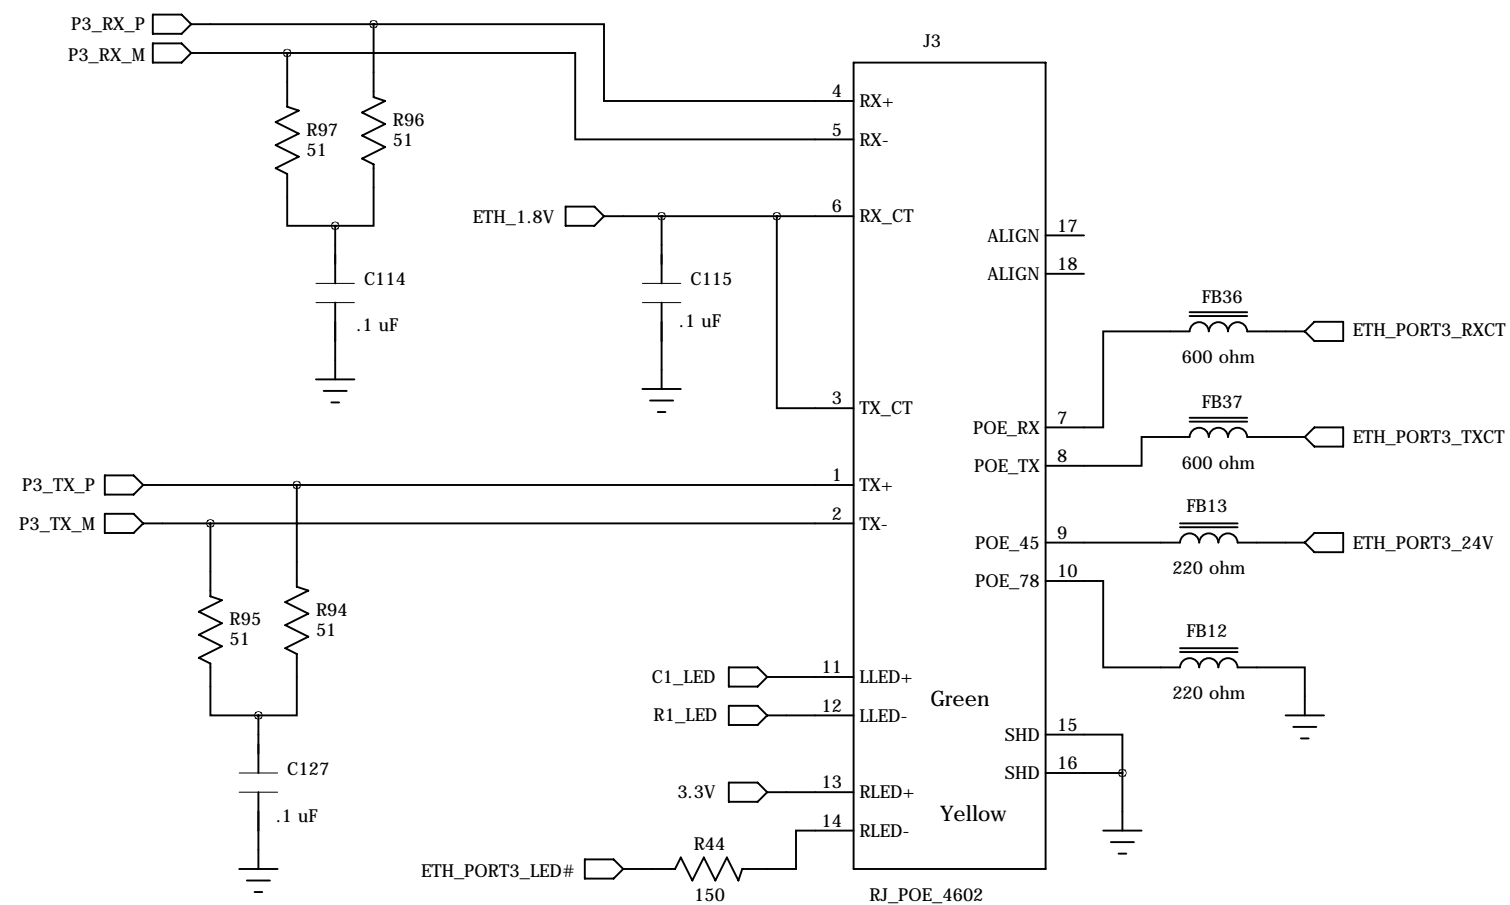 P3_RX_P
P3_RX_M
J3
4
RX+
R97
51
R96
51
5
RX-
ETH_1.8V
6
RX_CT
ALIGN
17
ALIGN
18
C114
.1 uF
C115
.1 uF
FB36
ETH_PORT3_RXCT
600 ohm
3
TX_CT
FB37
POE_RX
7
ETH_PORT3_TXCT
POE_TX
8
600 ohm
P3_TX_P
1
TX+
P3_TX_M
2
TX-
FB13
POE_45
9
ETH_PORT3_24V
220 ohm
POE_78
10
R95
51
R94
51
FB12
220 ohm
C1_LED
11
LLED+
Green
R1_LED
12
LLED-
SHD
15
SHD
16
C127
.1 uF
3.3V
13
RLED+
Yellow
14
RLED-
R44
ETH_PORT3_LED#
150
RJ_POE_4602